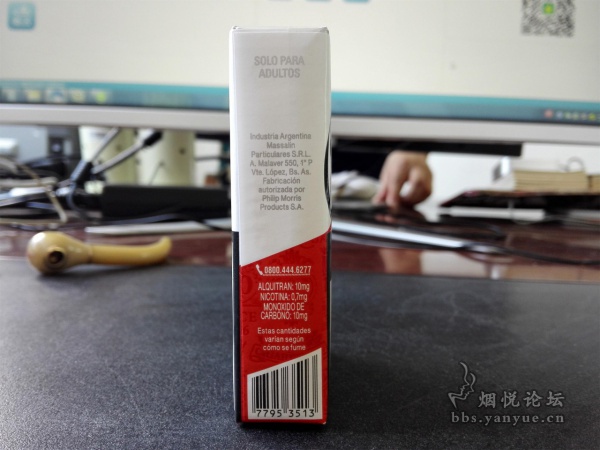 SOLO PARA
ADULTOS
Industria Argentina
Massalin
Particulares S.R.L.
A. Malaver 550, 1° P
Vte. López, Bs. As.
Fabricación
autorizada por
Philip Morris
Products S.A.
0800.444.6277
ALQUITRAN: 10mg
NICOTINA: 0,7mg
MONOXIDO DE
CARBONO: 10mg
Estas cantidades
varían según
cómo se fume
7795 3513
烟悦论坛
bbs.yanyue.cn